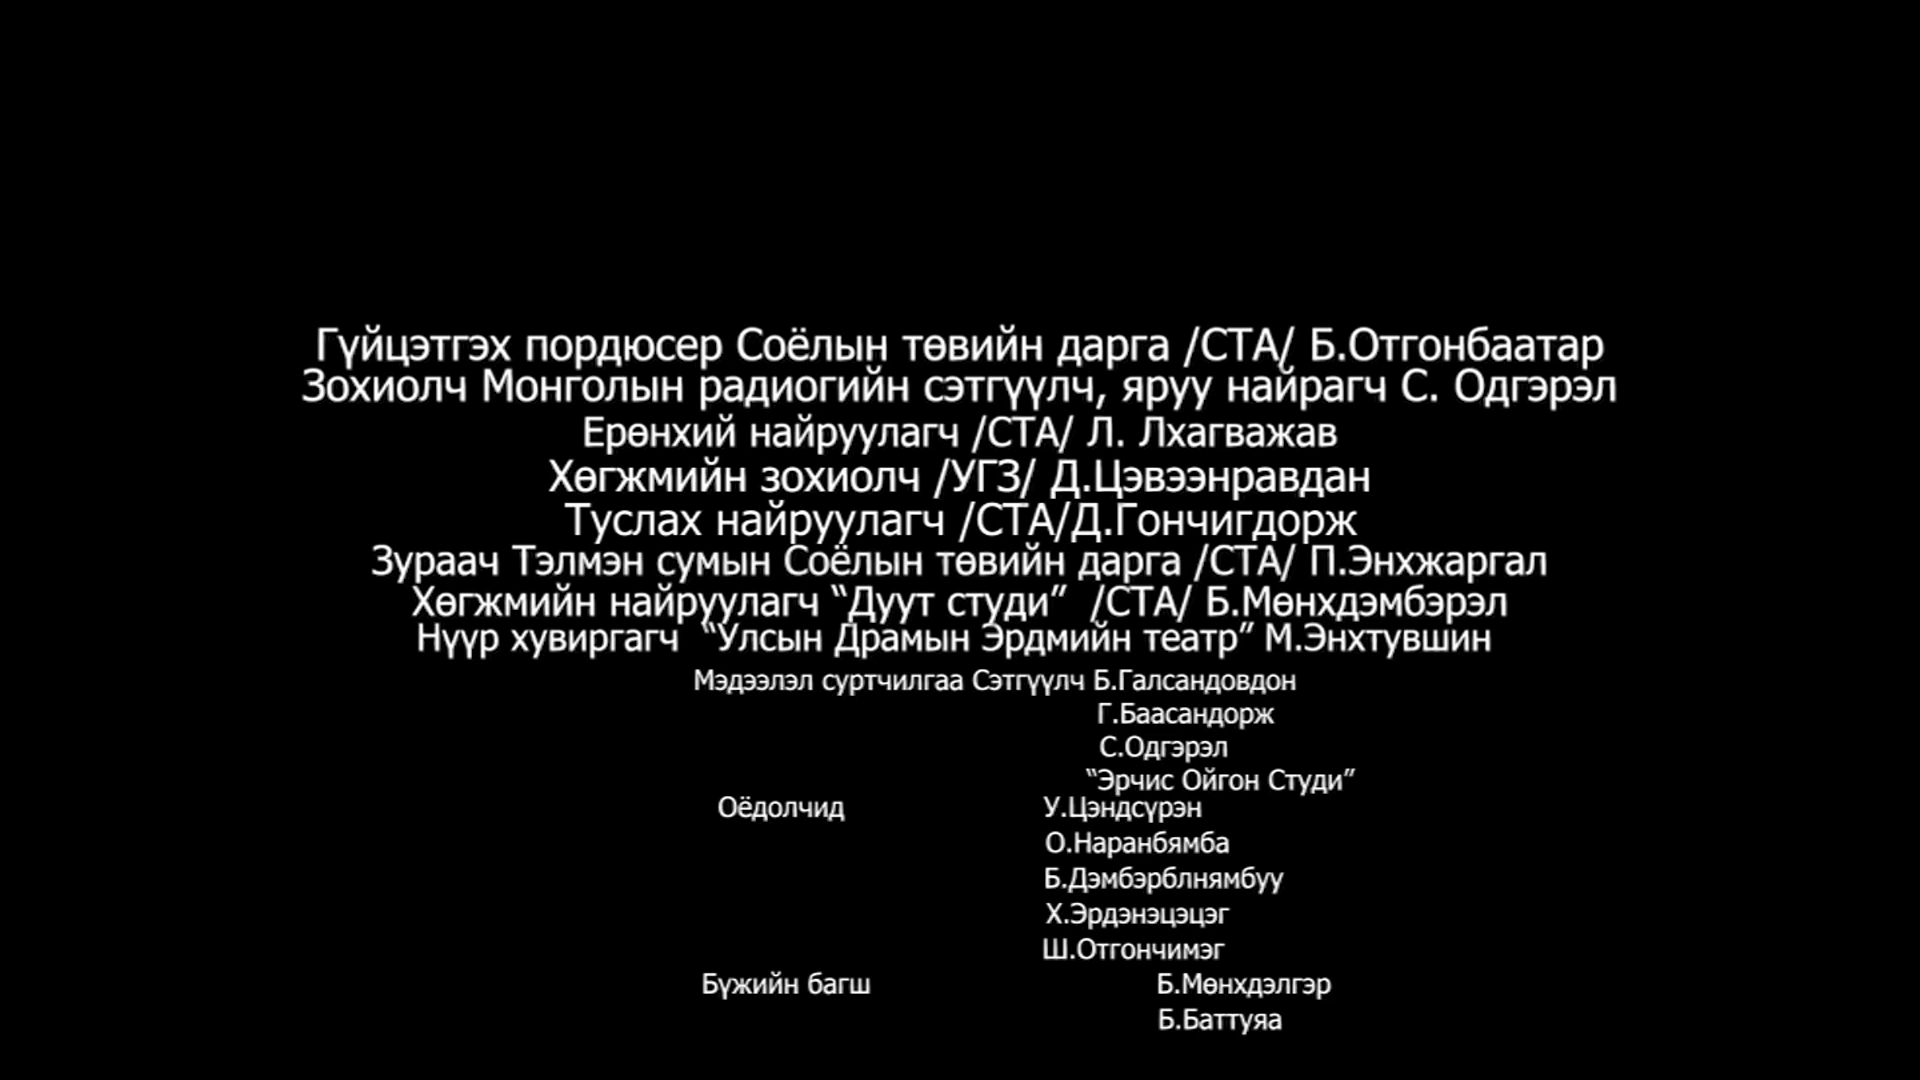 Гүйцэтгэх пордюсер Соёлын төвийн дарга /СТА/ Б.Отгонбаатар
Зохиолч Монголын радиогийн сэтгүүлч, яруу найрагч С. Одгэрэл
Ерөнхий найруулагч /СТА/ Л. Лхагважав
Хөгжмийн зохиолч /УГЗ/ Д.Цэвээнравдан
Туслах найруулагч /СТА/Д.Гончигдорж
Зураач Тэлмэн сумын Соёлын төвийн дарга /СТА/ П.Энхжаргал
Хөгжмийн найруулагч “Дуут студи” /СТА/ Б.Мөнхдэмбэрэл
Нүүр хувиргагч “Улсын Драмын Эрдмийн театр” М.Энхтувшин
Мэдээлэл суртчилгаа Сэтгүүлч Б.Галсандовдон
Г.Баасандорж
С.Одгэрэл
“Эрчис Ойгон Студи”
Оёдолчид У.Цэндсүрэн
О.Наранбямба
Б.Дэмбэрблнямбуу
Х.Эрдэнэцэцэг
Ш.Отгончимэг
Бүжийн багш Б.Мөнхдэлгэр
Б.Баттуяа